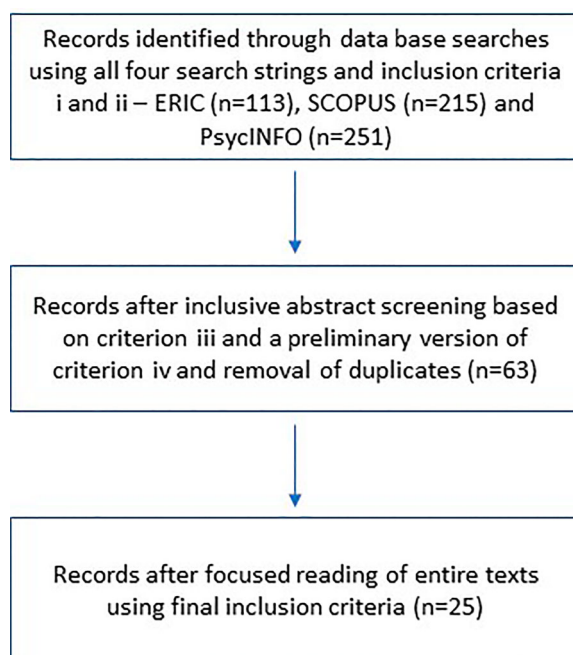 Records identified through data base searches
using all four search strings and inclusion criteria
i and ii – ERIC (n=113), SCOPUS (n=215) and
PsycINFO (n=251)
Records after inclusive abstract screening based
on criterion iii and a preliminary version of
criterion iv and removal of duplicates (n=63)
Records after focused reading of entire texts
using final inclusion criteria (n=25)